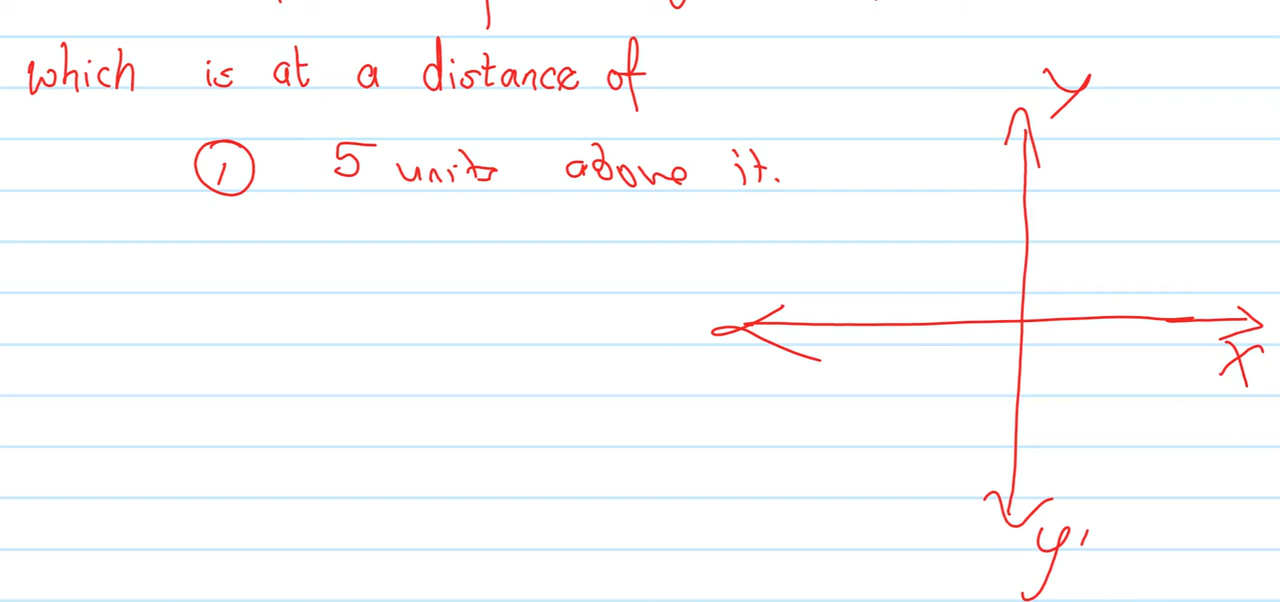 which is at a distance of
y
① 5 units above it.
x
y'